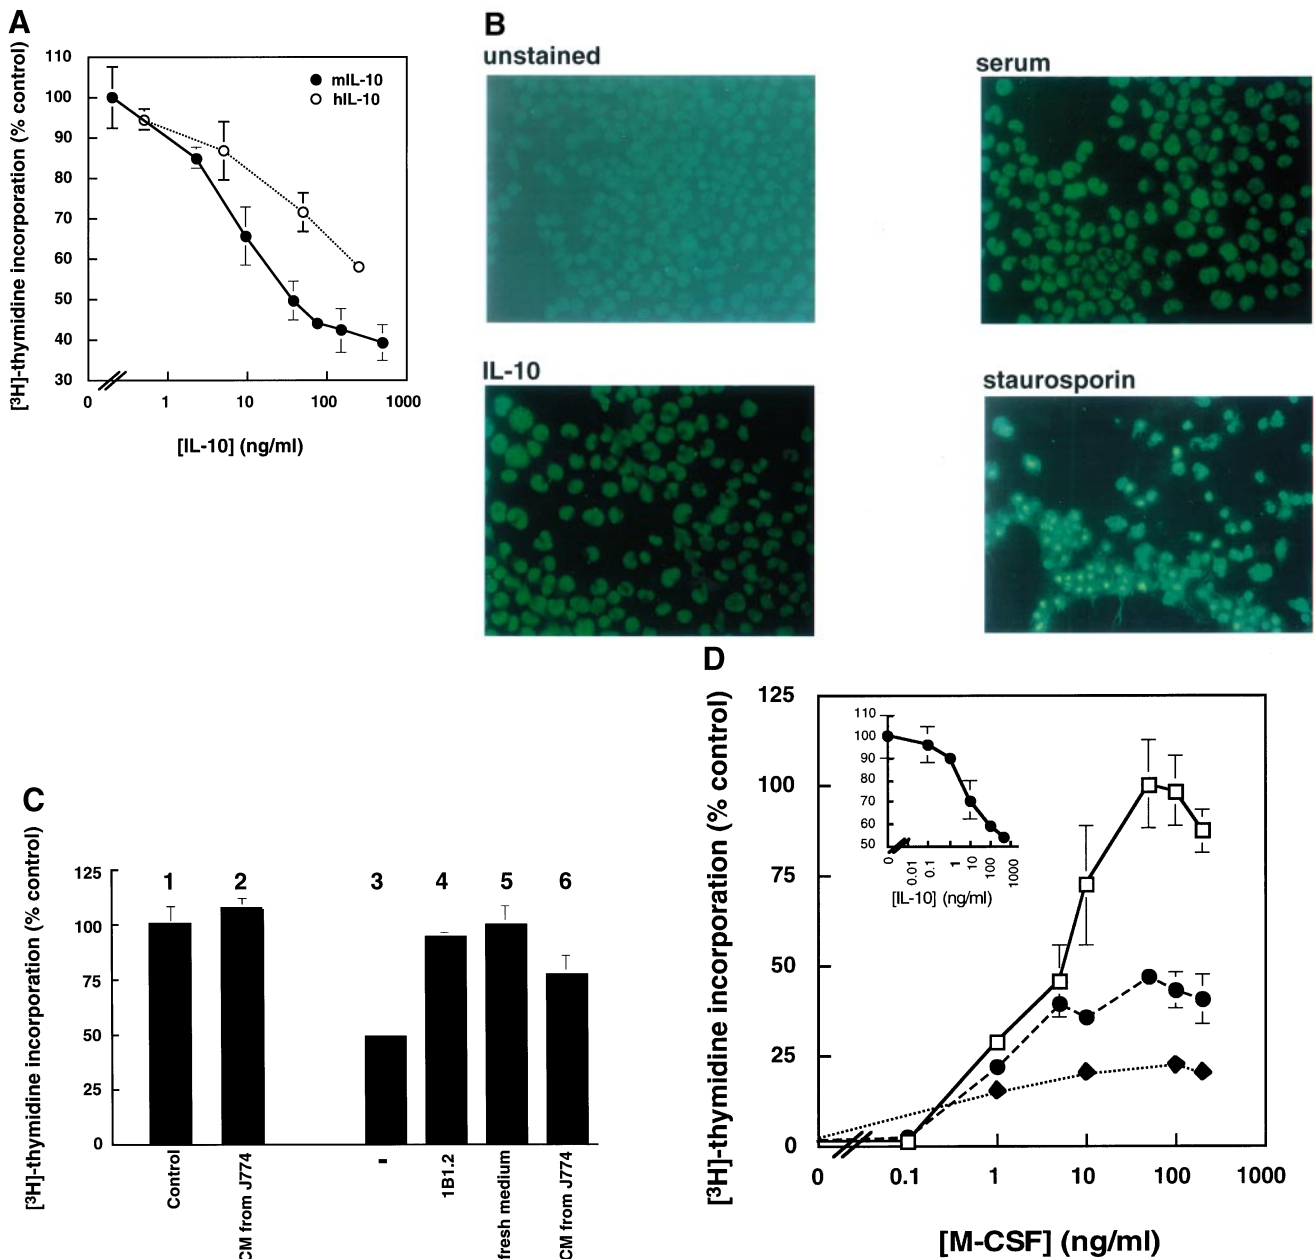 A
[³H]-thymidine incorporation (% control)
110
100
90
80
70
60
50
40
30
0
1
10
100
1000
[IL-10] (ng/ml)
mIL-10
hIL-10
B
unstained
serum
IL-10
staurosporin
C
[³H]-thymidine incorporation (% control)
125
100
75
50
25
0
1
2
3
4
5
6
Control
CM from J774
-
1B1.2
fresh medium
CM from J774
D
[³H]-thymidine incorporation (% control)
125
100
75
50
25
0
0
0.1
1
10
100
1000
[M-CSF] (ng/ml)
110
100
90
80
70
60
50
0
0.01
0.1
1
10
100
1000
[IL-10] (ng/ml)